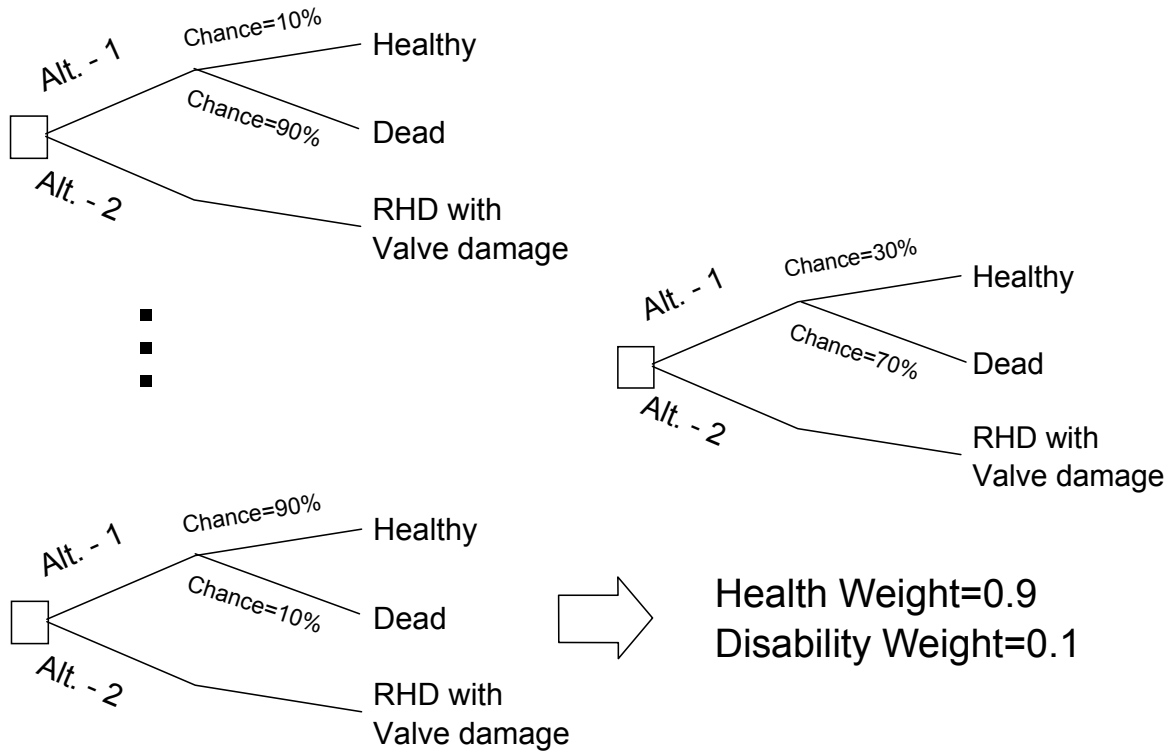 Alt. - 1
Chance=10%
Healthy
Chance=90%
Dead
Alt. - 2
RHD with
Valve damage
Alt. - 1
Chance=30%
Healthy
Chance=70%
Dead
Alt. - 2
RHD with
Valve damage
Alt. - 1
Chance=90%
Healthy
Chance=10%
Dead
Alt. - 2
RHD with
Valve damage
Health Weight=0.9
Disability Weight=0.1